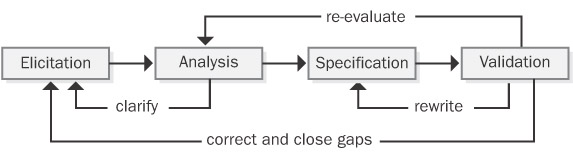 re-evaluate
Elicitation
Analysis
Specification
Validation
clarify
rewrite
correct and close gaps